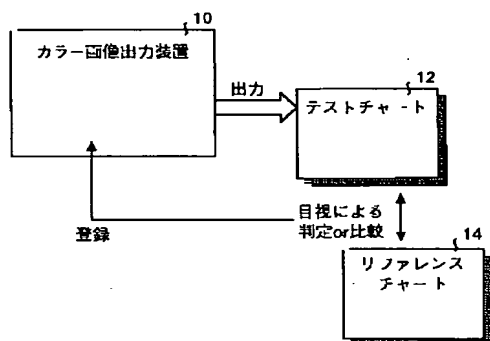 10
カラー画像出力装置
出力
12
テストチャート
目視による
判定or比較
登録
14
リファレンス
チャート